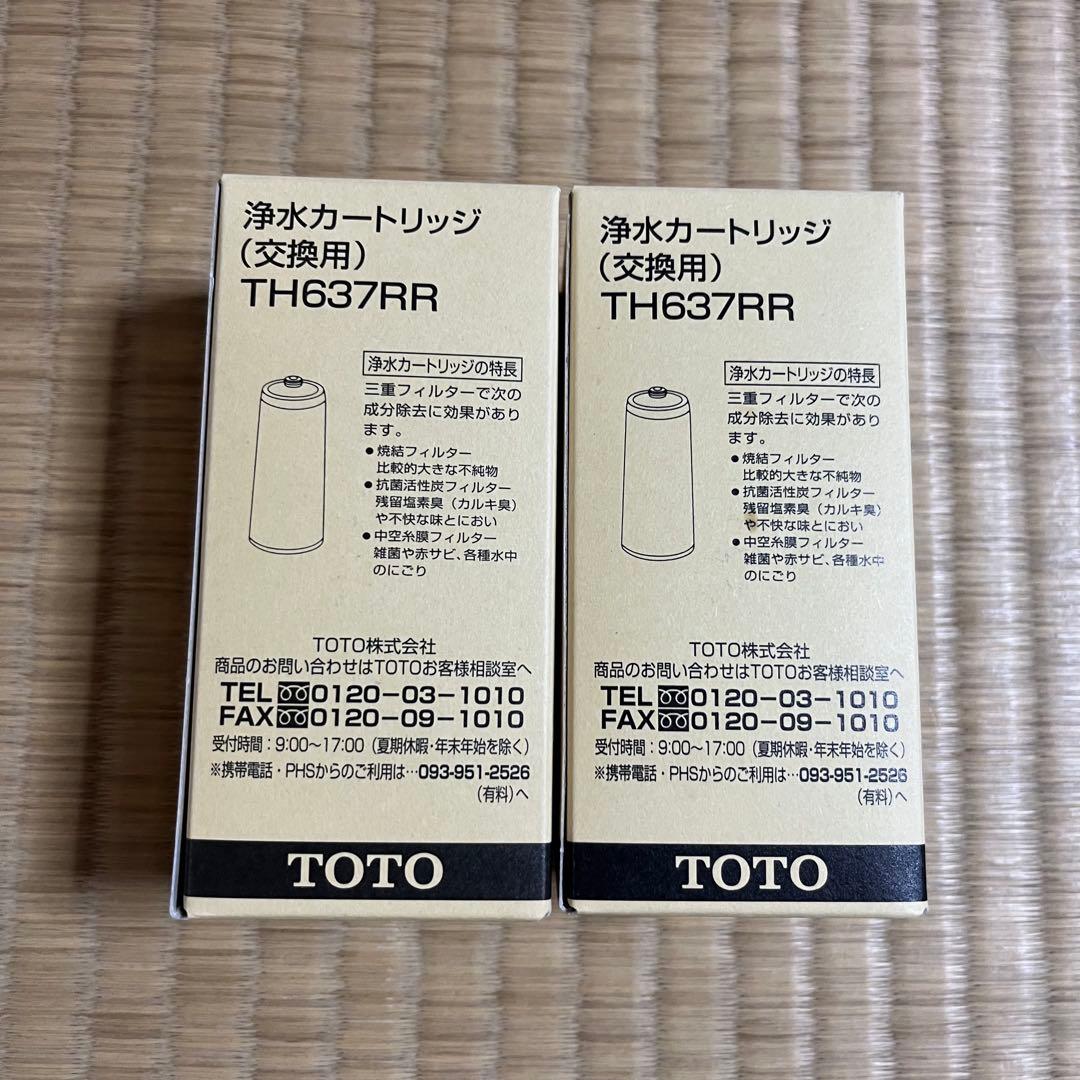 浄水カートリッジ
（交換用）
TH637RR
浄水カートリッジの特長
三重フィルターで次の
成分除去に効果があり
ます。
●焼結フィルター
比較的大きな不純物
●抗菌活性炭フィルター
残留塩素臭（カルキ臭）
や不快な味とにおい
●中空糸膜フィルター
雑菌や赤サビ、各種水中
のにごり
TOTO株式会社
商品のお問い合わせはTOTOお客様相談室へ
TEL 0120-03-1010
FAX 0120-09-1010
受付時間：9:00〜17:00（夏期休暇・年末年始を除く）
※携帯電話・PHSからのご利用は…093-951-2526
（有料）へ
TOTO
浄水カートリッジ
（交換用）
TH637RR
浄水カートリッジの特長
三重フィルターで次の
成分除去に効果があり
ます。
●焼結フィルター
比較的大きな不純物
●抗菌活性炭フィルター
残留塩素臭（カルキ臭）
や不快な味とにおい
●中空糸膜フィルター
雑菌や赤サビ、各種水中
のにごり
TOTO株式会社
商品のお問い合わせはTOTOお客様相談室へ
TEL 0120-03-1010
FAX 0120-09-1010
受付時間：9:00〜17:00（夏期休暇・年末年始を除く）
※携帯電話・PHSからのご利用は…093-951-2526
（有料）へ
TOTO